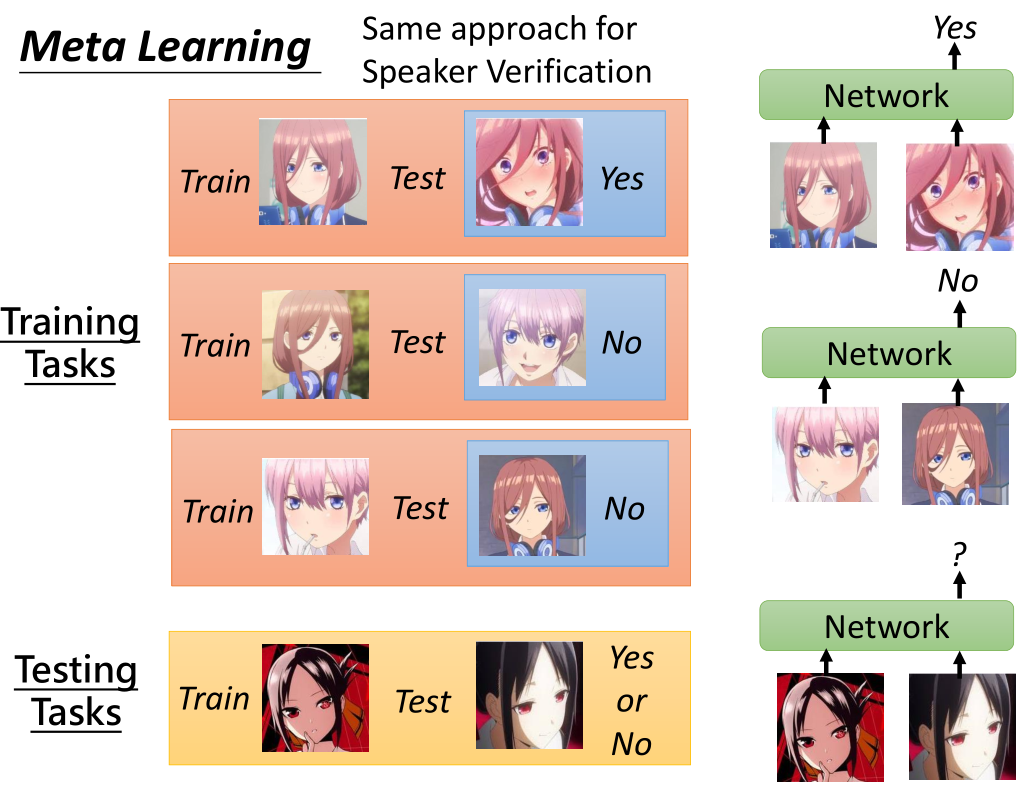 Meta Learning
Same approach for
Speaker Verification
Training
Tasks
Train
Test
Yes
Train
Test
No
Train
Test
No
Testing
Tasks
Train
Test
Yes
or
No
Yes
Network
No
Network
?
Network